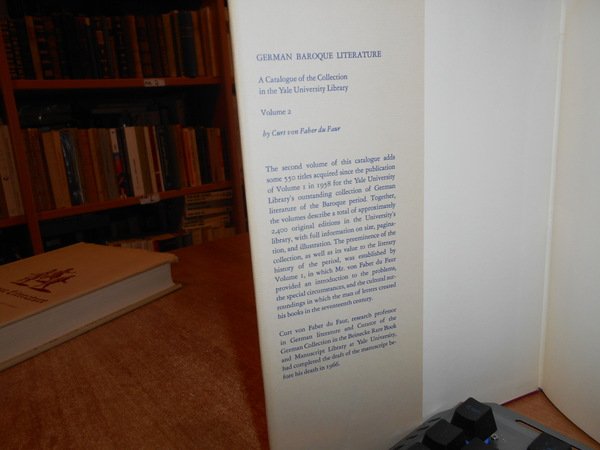 GERMAN BAROQUE LITERATURE
A Catalogue of the Collection
in the Yale University Library
Volume 2
by Curt von Faber du Faur
The second volume of this catalogue adds
some 550 titles acquired since the publication
of Volume 1 in 1958 for the Yale University
Library's outstanding collection of German
literature of the Baroque period. Together,
the volumes describe a total of approximately
2,400 original editions in the University's
library, with full information on size, pagina-
tion, and illustration. The preeminence of the
collection, as well as its value to the literary
history of the period, was established by
Volume 1, in which Mr. von Faber du Faur
provided an introduction to the problems,
the special circumstances, and the cultural sur-
roundings in which the man of letters created
his books in the seventeenth century.
Curt von Faber du Faur, research professor
in German literature and Curator of the
German Collection in the Beinecke Rare Book
and Manuscript Library at Yale University,
had completed the draft of the manuscript be-
fore his death in 1966.